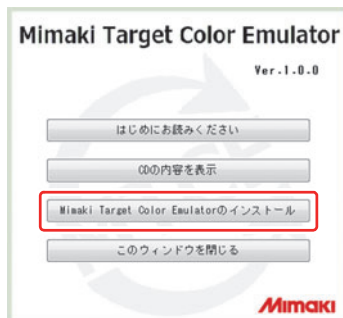 Mimaki Target Color Emulator
Ver.1.0.0
はじめにお読みください
CDの内容を表示
Mimaki Target Color Emulatorのインストール
このウィンドウを閉じる
Mimaki